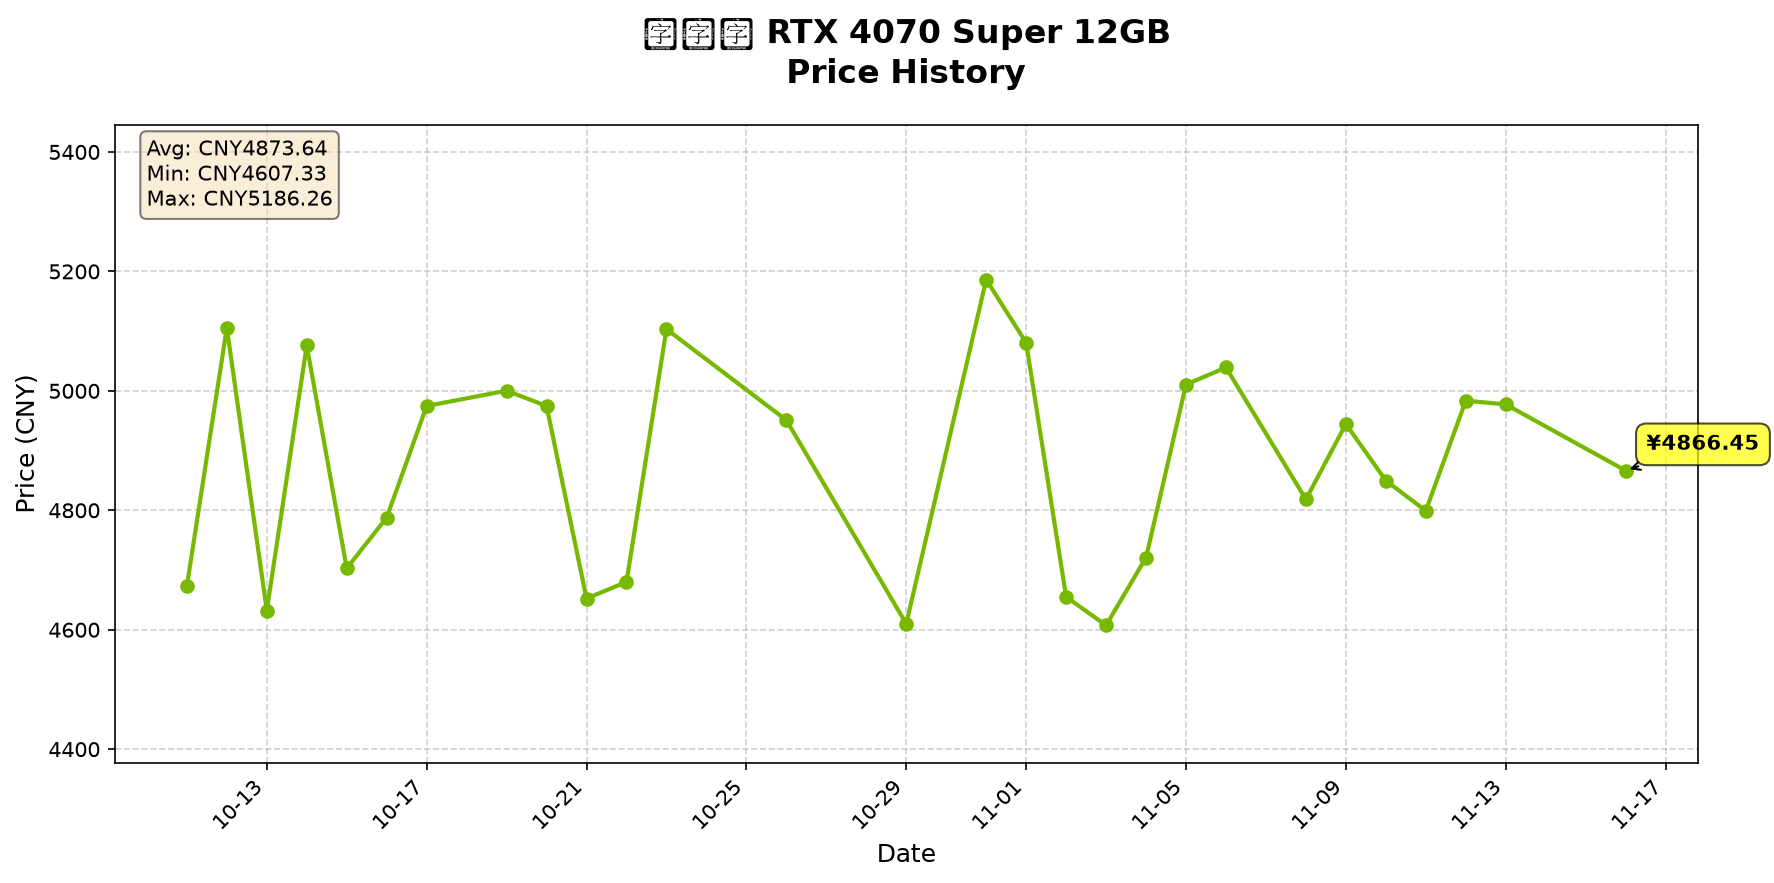 RTX 4070 Super 12GB
Price History
Avg: CNY4873.64
Min: CNY4607.33
Max: CNY5186.26
Price (CNY)
5400
5200
5000
4800
4600
4400
¥4866.45
10-13
10-17
10-21
10-25
10-29
11-01
11-05
11-09
11-13
11-17
Date